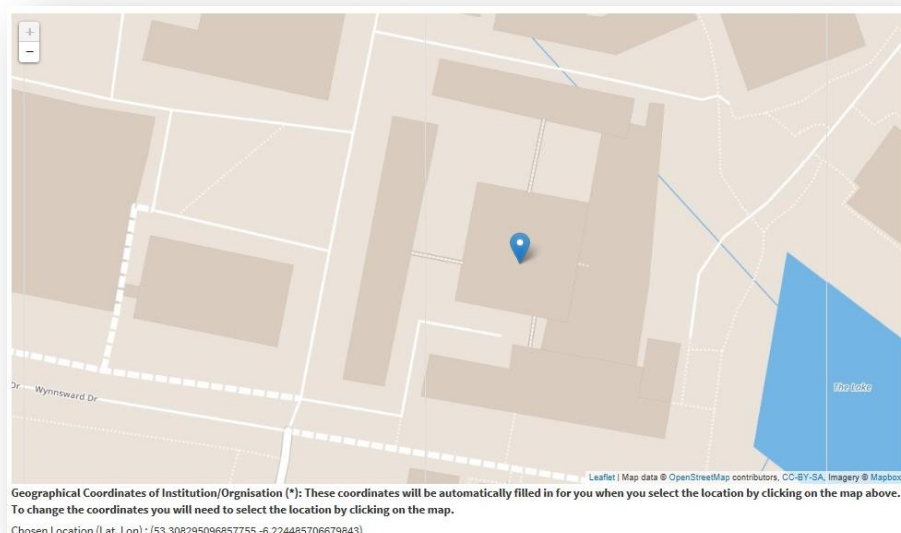 +
−
Dr
Wynnsward Dr
The Lake
Leaflet | Map data © OpenStreetMap contributors, CC-BY-SA, Imagery © Mapbox
Geographical Coordinates of Institution/Orgnisation (*): These coordinates will be automatically filled in for you when you select the location by clicking on the map above.
To change the coordinates you will need to select the location by clicking on the map.
Chosen Location (Lat, Lon) : (53.308295096857755,-6.224485706679843)